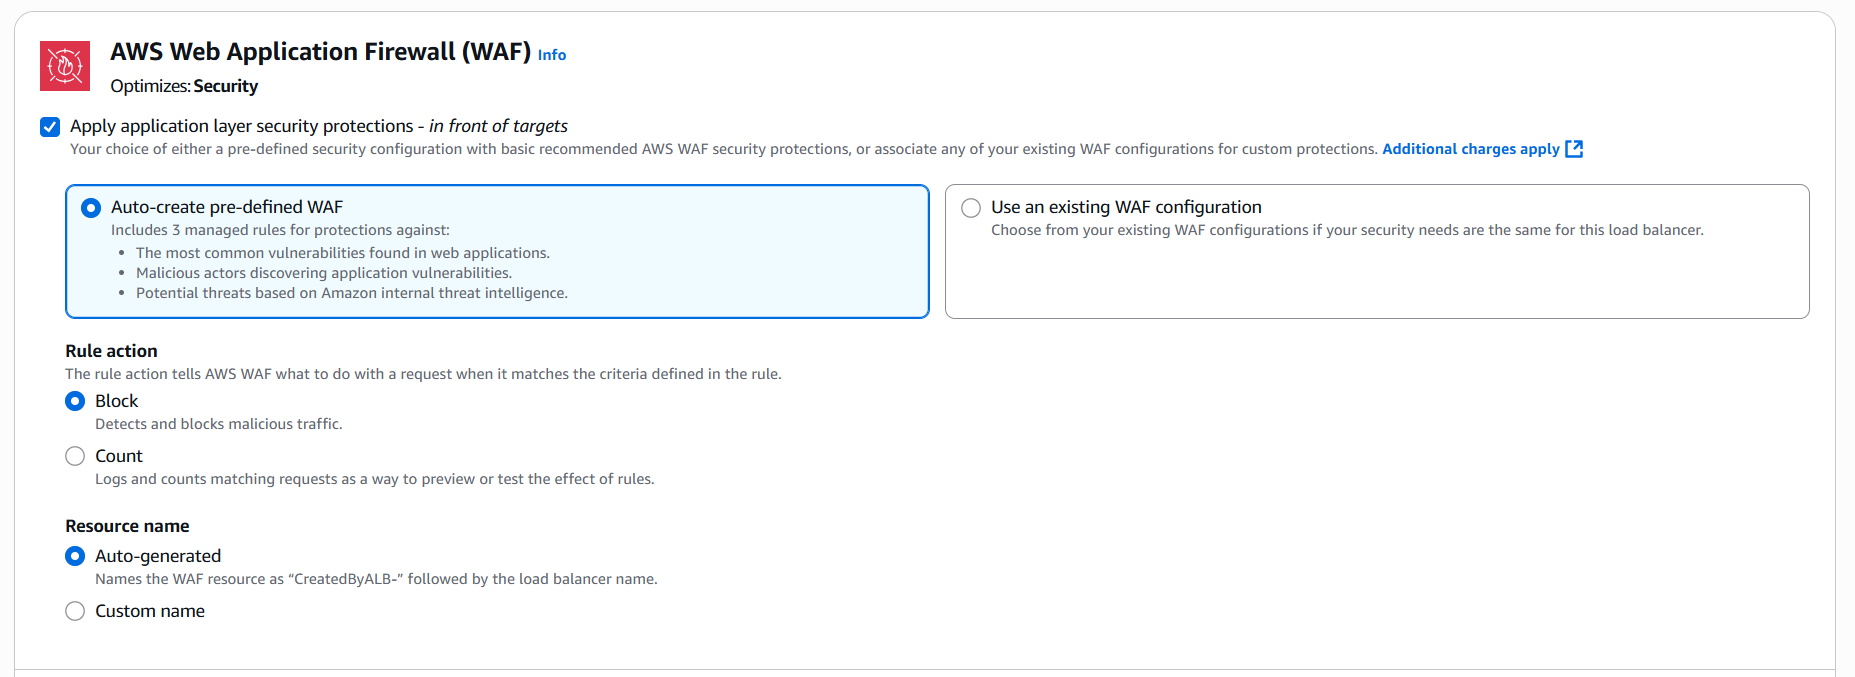 AWS Web Application Firewall (WAF) Info
Optimizes: Security
Apply application layer security protections - in front of targets
Your choice of either a pre-defined security configuration with basic recommended AWS WAF security protections, or associate any of your existing WAF configurations for custom protections. Additional charges apply
Auto-create pre-defined WAF
Includes 3 managed rules for protections against:
• The most common vulnerabilities found in web applications.
• Malicious actors discovering application vulnerabilities.
• Potential threats based on Amazon internal threat intelligence.
Use an existing WAF configuration
Choose from your existing WAF configurations if your security needs are the same for this load balancer.
Rule action
The rule action tells AWS WAF what to do with a request when it matches the criteria defined in the rule.
Block
Detects and blocks malicious traffic.
Count
Logs and counts matching requests as a way to preview or test the effect of rules.
Resource name
Auto-generated
Names the WAF resource as “CreatedByALB-” followed by the load balancer name.
Custom name